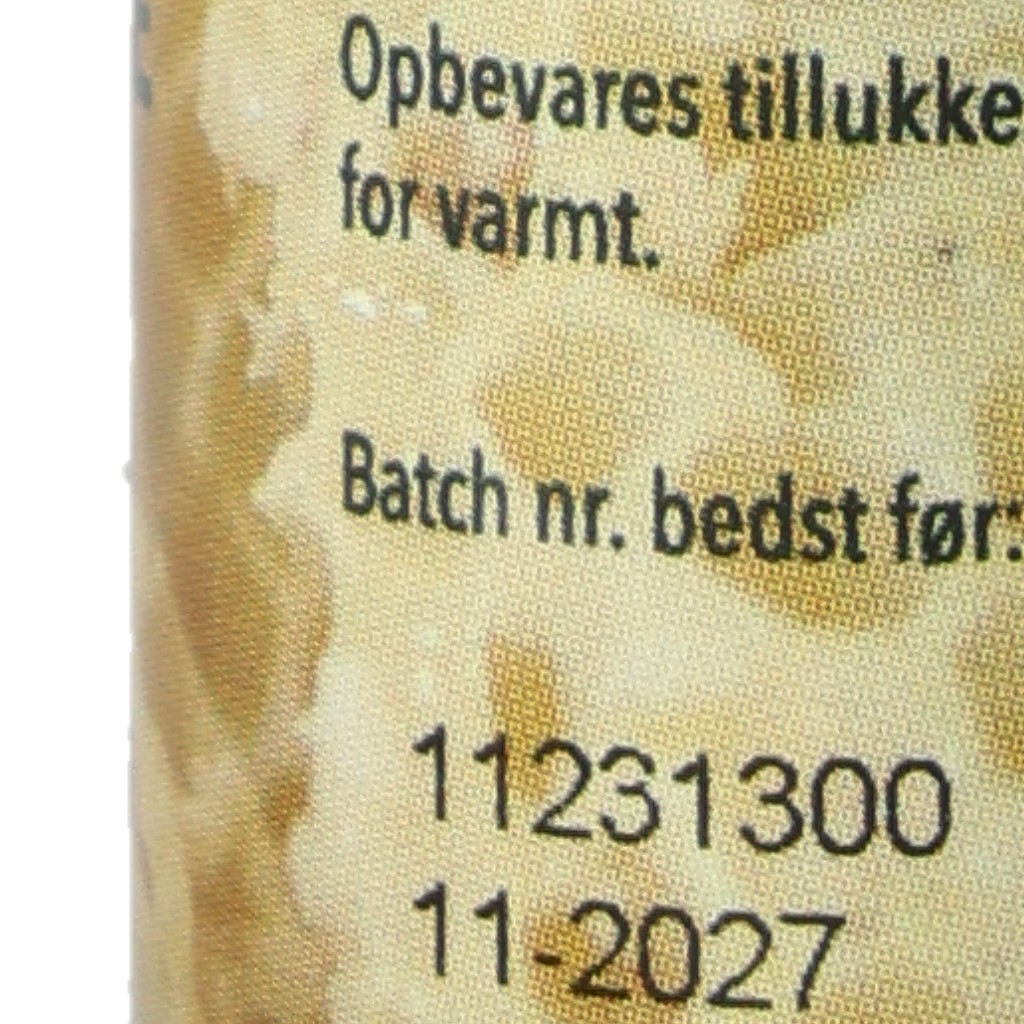 Opbevares tillukke
for varmt.
Batch nr. bedst før:
11231300
11-2027